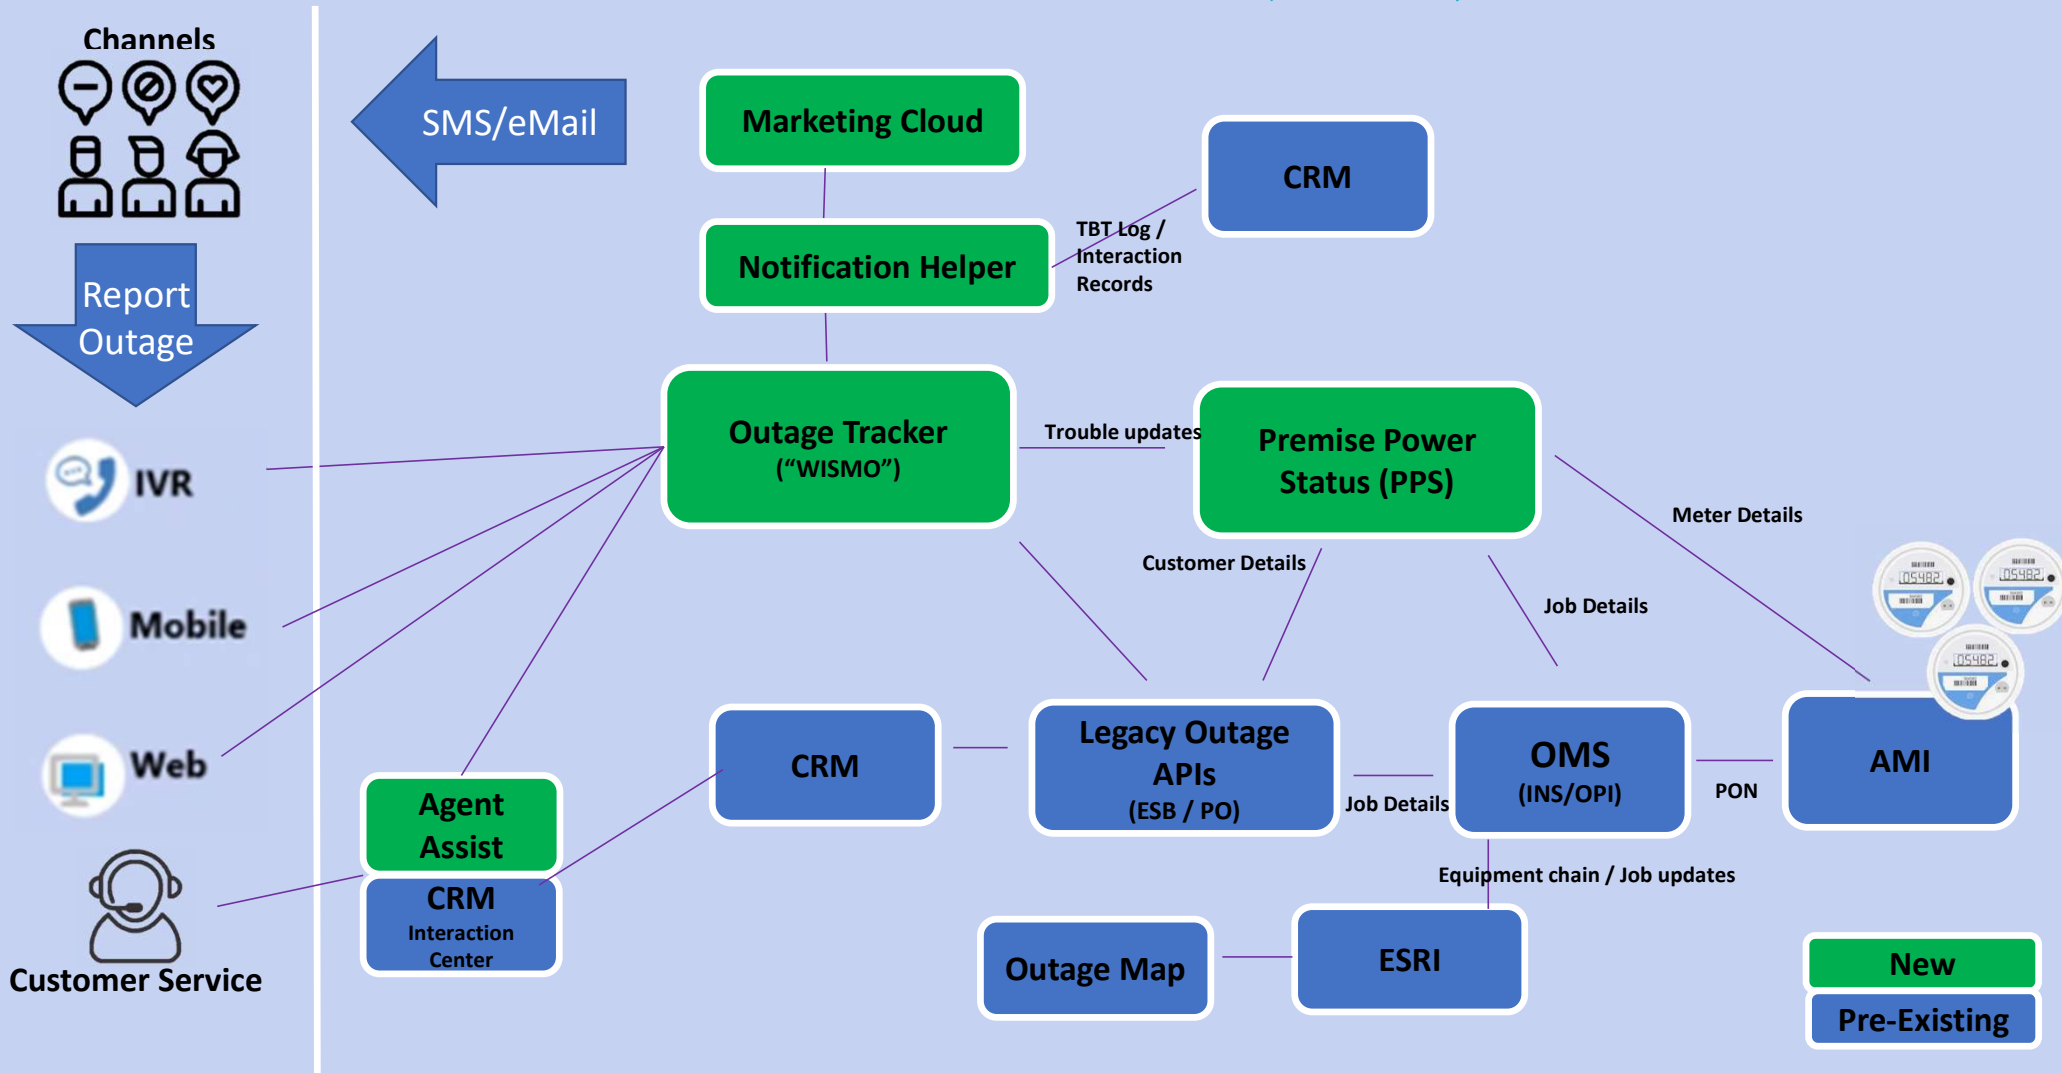 Channels
SMS/eMail
Marketing Cloud
CRM
TBT Log /
Interaction
Records
Notification Helper
Report
Outage
Outage Tracker
(“WISMO”)
Trouble updates
Premise Power
Status (PPS)
IVR
Meter Details
Customer Details
05482
05482
05482
Job Details
Mobile
Web
CRM
Legacy Outage
APIs
(ESB / PO)
Job Details
OMS
(INS/OPI)
PON
AMI
Agent
Assist
CRM
Interaction
Center
Equipment chain / Job updates
Customer Service
Outage Map
ESRI
New
Pre-Existing